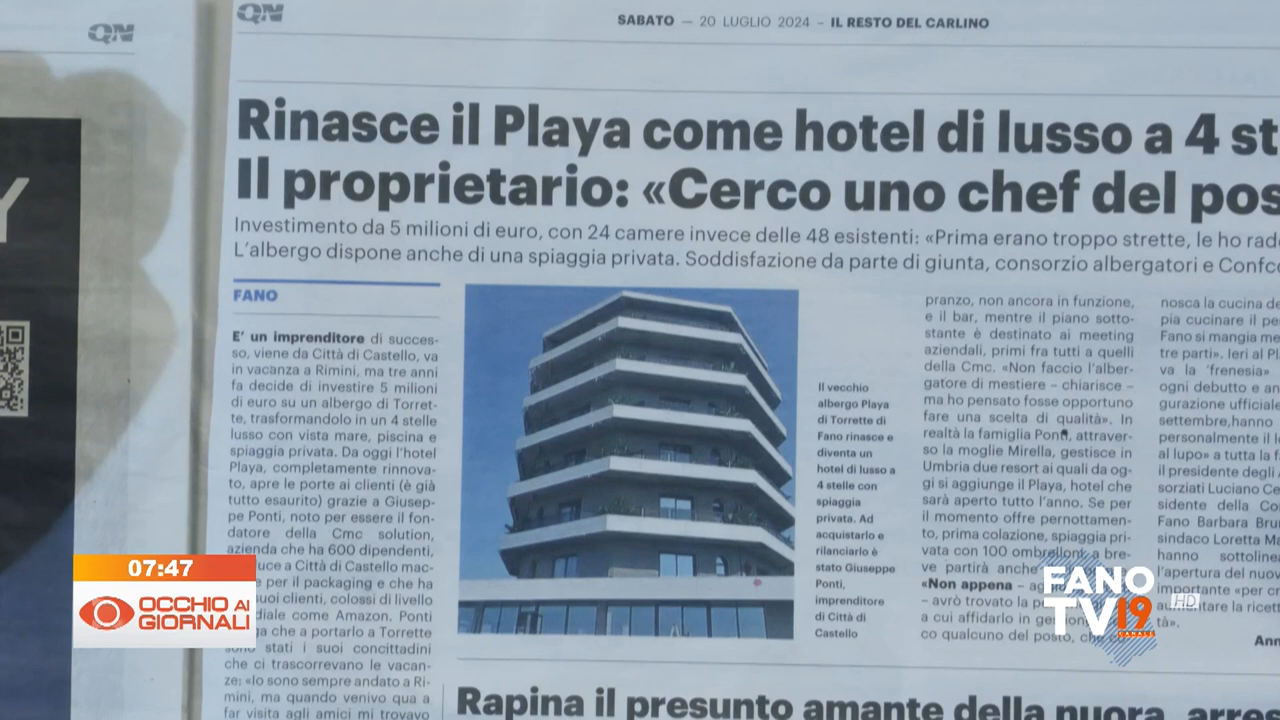 QN
QN
SABATO — 20 LUGLIO 2024 – IL RESTO DEL CARLINO
Rinasce il Playa come hotel di lusso a 4 st
Il proprietario: «Cerco uno chef del pos
Investimento da 5 milioni di euro, con 24 camere invece delle 48 esistenti: «Prima erano troppo strette, le ho rad
L'albergo dispone anche di una spiaggia privata. Soddisfazione da parte di giunta, consorzio albergatori e Confco
FANO
E' un imprenditore di succes-
so, viene da Città di Castello, va
in vacanza a Rimini, ma tre anni
fa decide di investire 5 milioni
di euro su un albergo di Torret-
te, trasformandolo in un 4 stelle
lusso con vista mare, piscina e
spiaggia privata. Da oggi l'hotel
Playa, completamente rinnova-
to, apre le porte ai clienti (è già
tutto esaurito) grazie a Giusep-
pe Ponti, noto per essere il fon-
datore della Cmc solution,
azienda che ha 600 dipendenti,
uce a Città di Castello mac-
e per il packaging e che ha
uoi clienti, colossi di livello
diale come Amazon. Ponti
ga che a portarlo a Torrette
sono stati i suoi concittadini
che ci trascorrevano le vacan-
ze: «Io sono sempre andato a Ri-
mini, ma quando venivo qua a
far visita agli amici mi trovavo
Il vecchio
albergo Playa
di Torrette di
Fano rinasce e
diventa un
hotel di lusso a
4 stelle con
spiaggia
privata. Ad
acquistarlo e
rilanciarlo è
stato Giuseppe
Ponti,
imprenditore
di Città di
Castello
pranzo, non ancora in funzione,
e il bar, mentre il piano sotto-
stante è destinato ai meeting
aziendali, primi fra tutti a quelli
della Cmc. «Non faccio l'alber-
gatore di mestiere – chiarisce –
ma ho pensato fosse opportuno
fare una scelta di qualità». In
realtà la famiglia Ponti, attraver-
so la moglie Mirella, gestisce in
Umbria due resort ai quali da og-
gi si aggiunge il Playa, hotel che
sarà aperto tutto l'anno. Se per
il momento offre pernottamen-
to, prima colazione, spiaggia pri-
vata con 100 ombrelloni, a bre-
ve partirà anche
«Non appena – ag
– avrò trovato la p
a cui affidarlo in gest
co qualcuno del posto, che co
nosca la cucina de
pia cucinare il pe
Fano si mangia me
tre parti». Ieri al Pl
va la 'frenesia'
ogni debutto e an
gurazione ufficiale
settembre,hanno
personalmente il b
al lupo» a tutta la f
il presidente degli
sorziati Luciano Ce
sidente della Co
Fano Barbara Bru
sindaco Loretta Ma
hanno sottoline
l'apertura del nuov
importante «per cr
tare la ricett
tà».
Ann
Rapina il presunto amante della nuora, arres
07:47
OCCHIO AI
GIORNALI
FANO
TV19
CANALE
HD